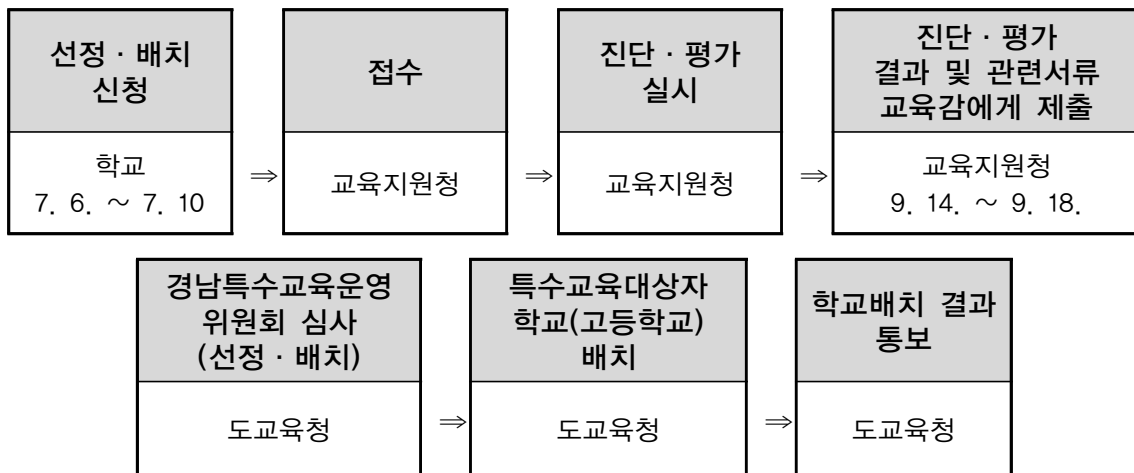 선정 · 배치
신청
학교
7. 6. ~ 7. 10
⇒
접수
교육지원청
⇒
진단 · 평가
실시
교육지원청
⇒
진단 · 평가
결과 및 관련서류
교육감에게 제출
교육지원청
9. 14. ~ 9. 18.
경남특수교육운영
위원회 심사
(선정 · 배치)
도교육청
⇒
특수교육대상자
학교(고등학교)
배치
도교육청
⇒
학교배치 결과
통보
도교육청